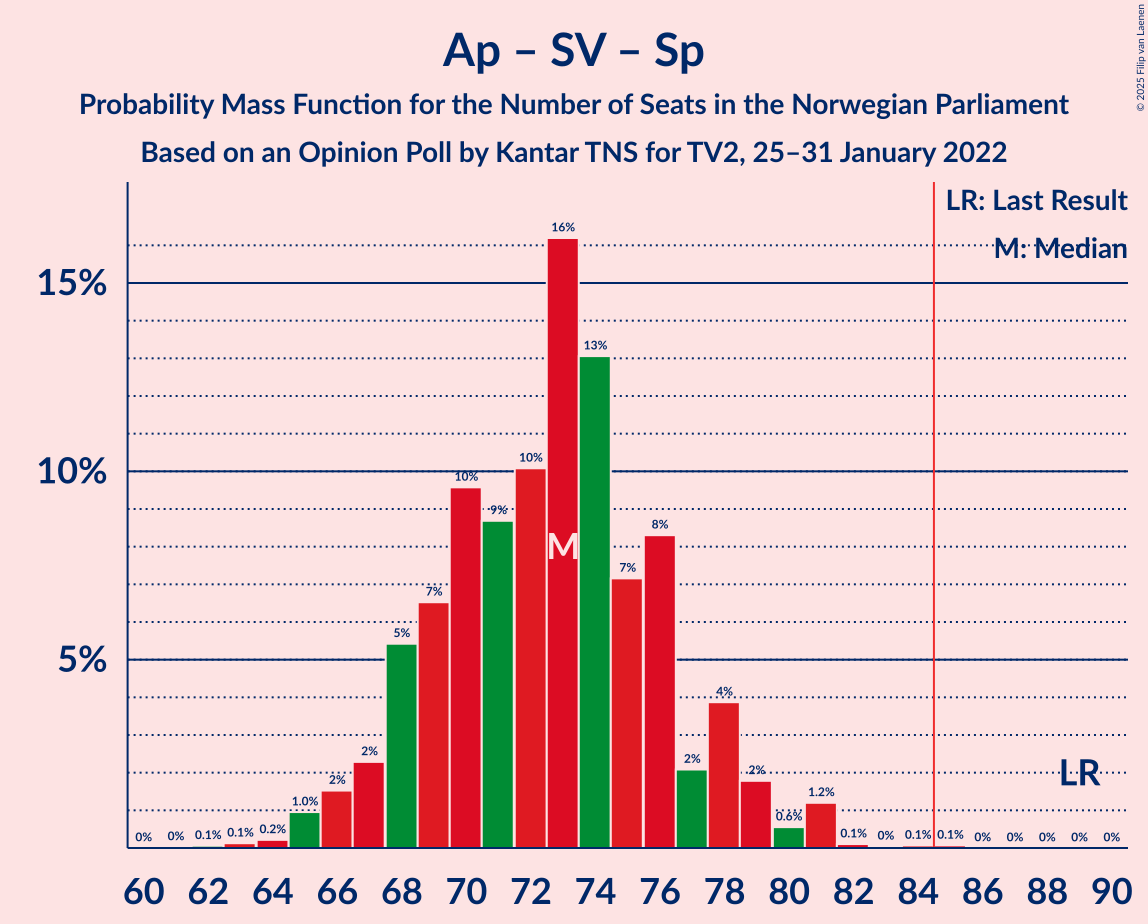 Ap – SV – Sp
Probability Mass Function for the Number of Seats in the Norwegian Parliament
Based on an Opinion Poll by Kantar TNS for TV2, 25–31 January 2022
© 2025 Filip van Laenen
LR: Last Result
M: Median
15%
10%
5%
0% 0% 0.1% 0.1% 0.2% 1.0% 2% 2% 5% 7% 10% 9% 10% 16% 13% 7% 8% 2% 4% 2% 0.6% 1.2% 0.1% 0% 0.1% 0.1% 0% 0% 0% 0% 0%
M
LR
60 62 64 66 68 70 72 74 76 78 80 82 84 86 88 90